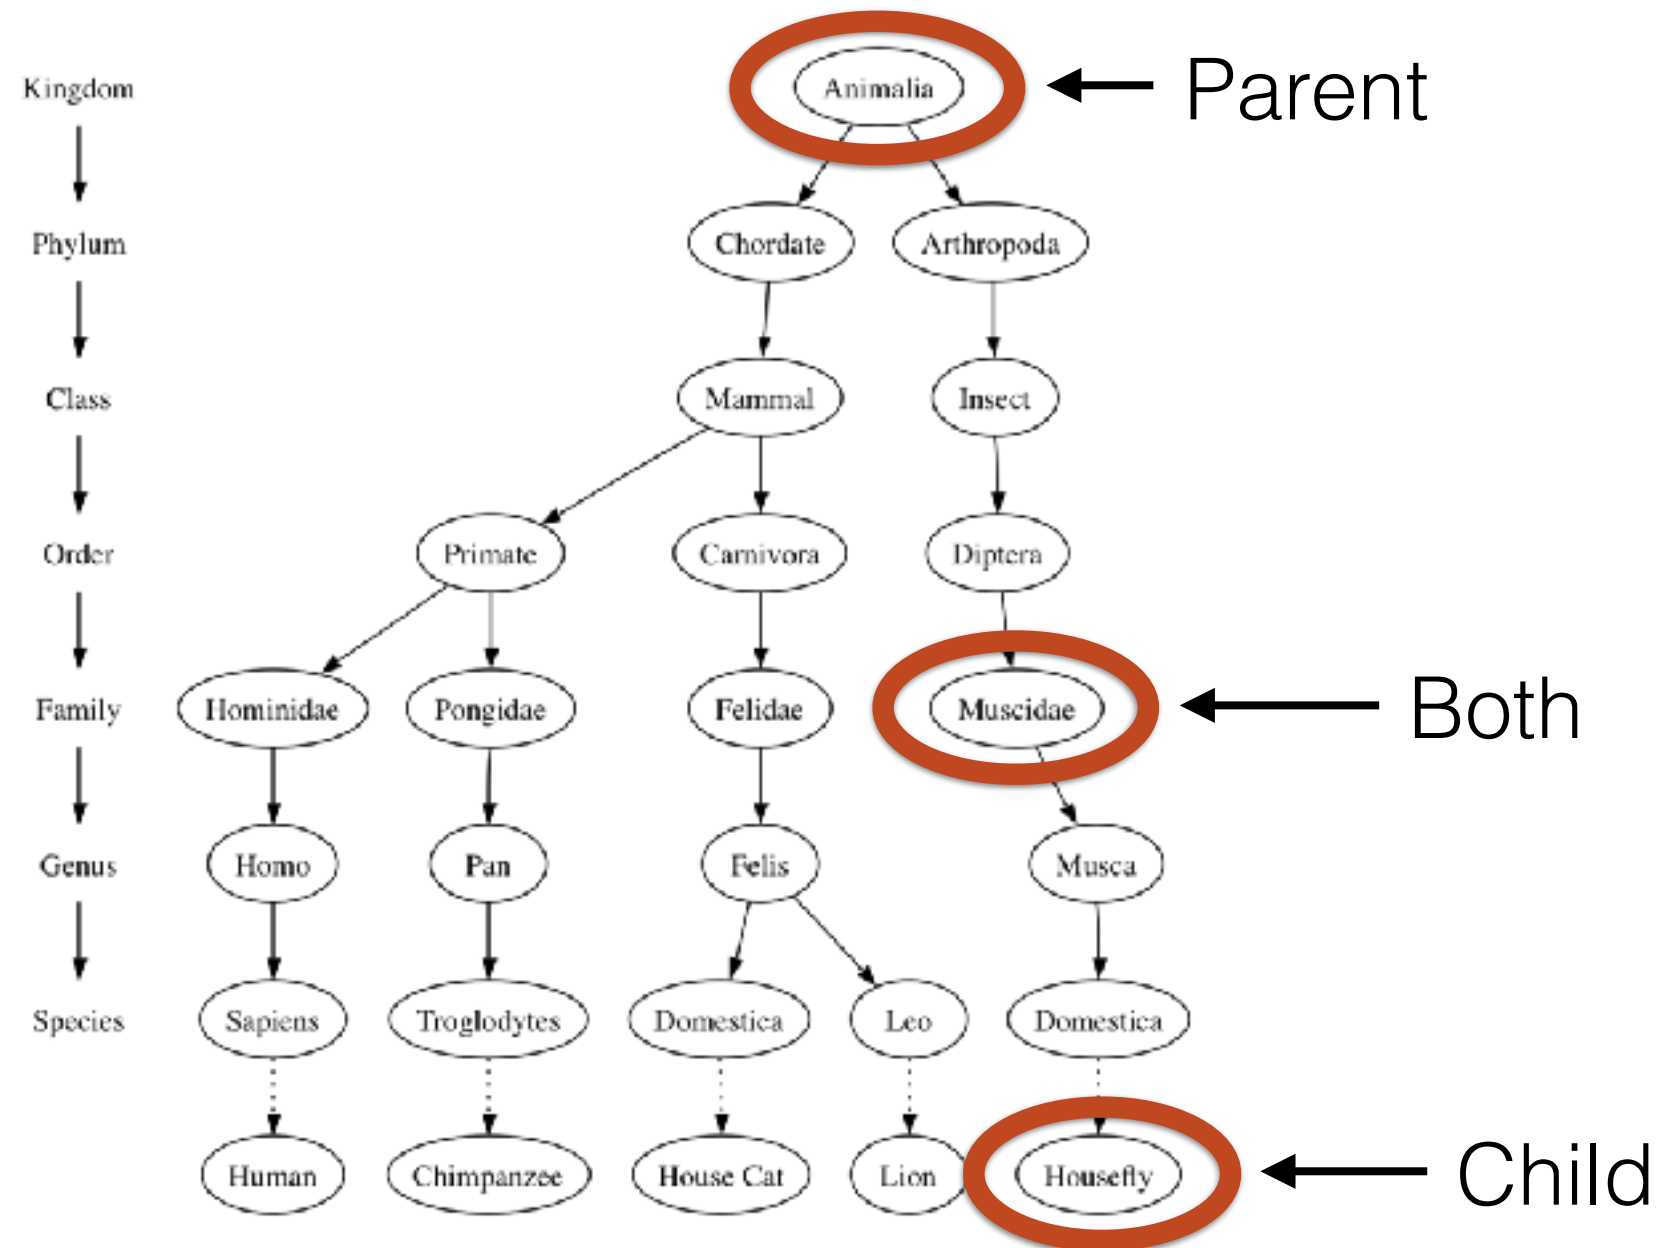 Kingdom
Animalia
Parent
Phylum
Chordate
Arthropoda
Class
Mammal
Insect
Order
Primate
Carnivora
Diptera
Family
Hominidae
Pongidae
Felidae
Muscidae
Both
Genus
Homo
Pan
Felis
Musca
Species
Sapiens
Troglodytes
Domestica
Leo
Domestica
Human
Chimpanzee
House Cat
Lion
Housefly
Child